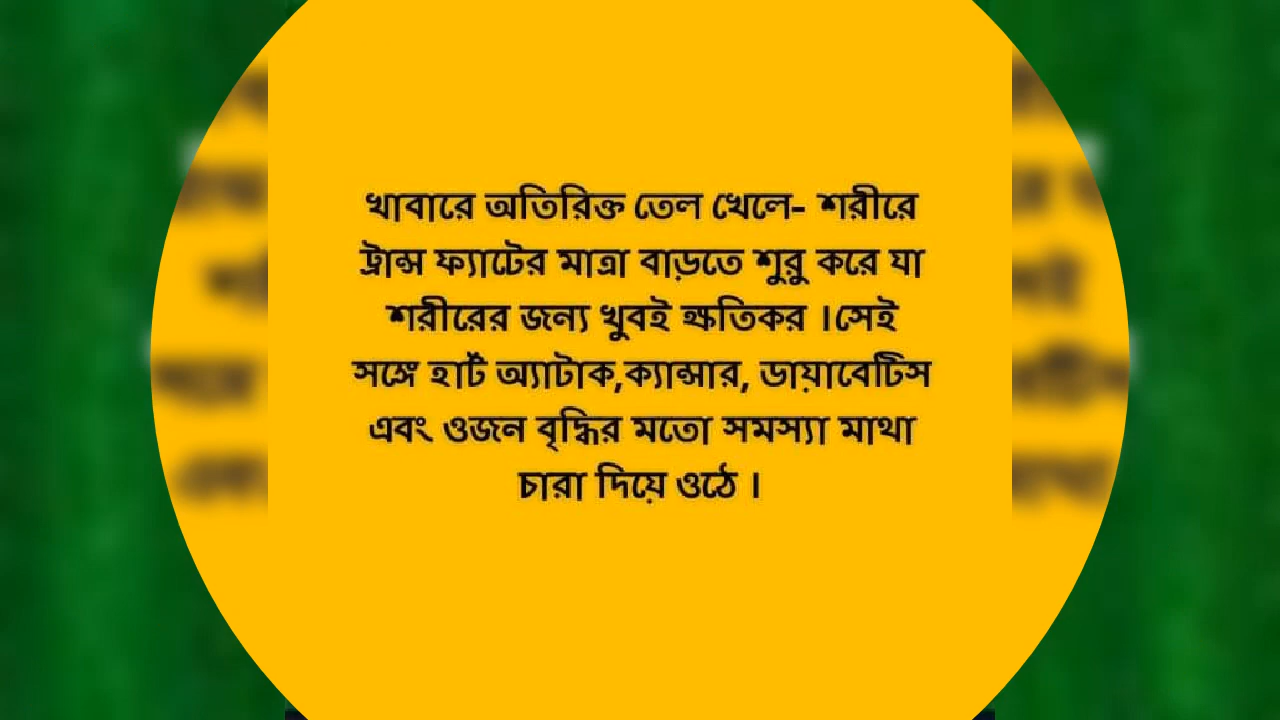 খাবারে অতিরিক্ত তেল খেলে- শরীরে
ট্রান্স ফ্যাটের মাত্রা বাড়তে শুরু করে যা
শরীরের জন্য খুবই ক্ষতিকর ।সেই
সঙ্গে হার্ট অ্যাটাক,ক্যান্সার, ডায়াবেটিস
এবং ওজন বৃদ্ধির মতো সমস্যা মাথা
চারা দিয়ে ওঠে ।